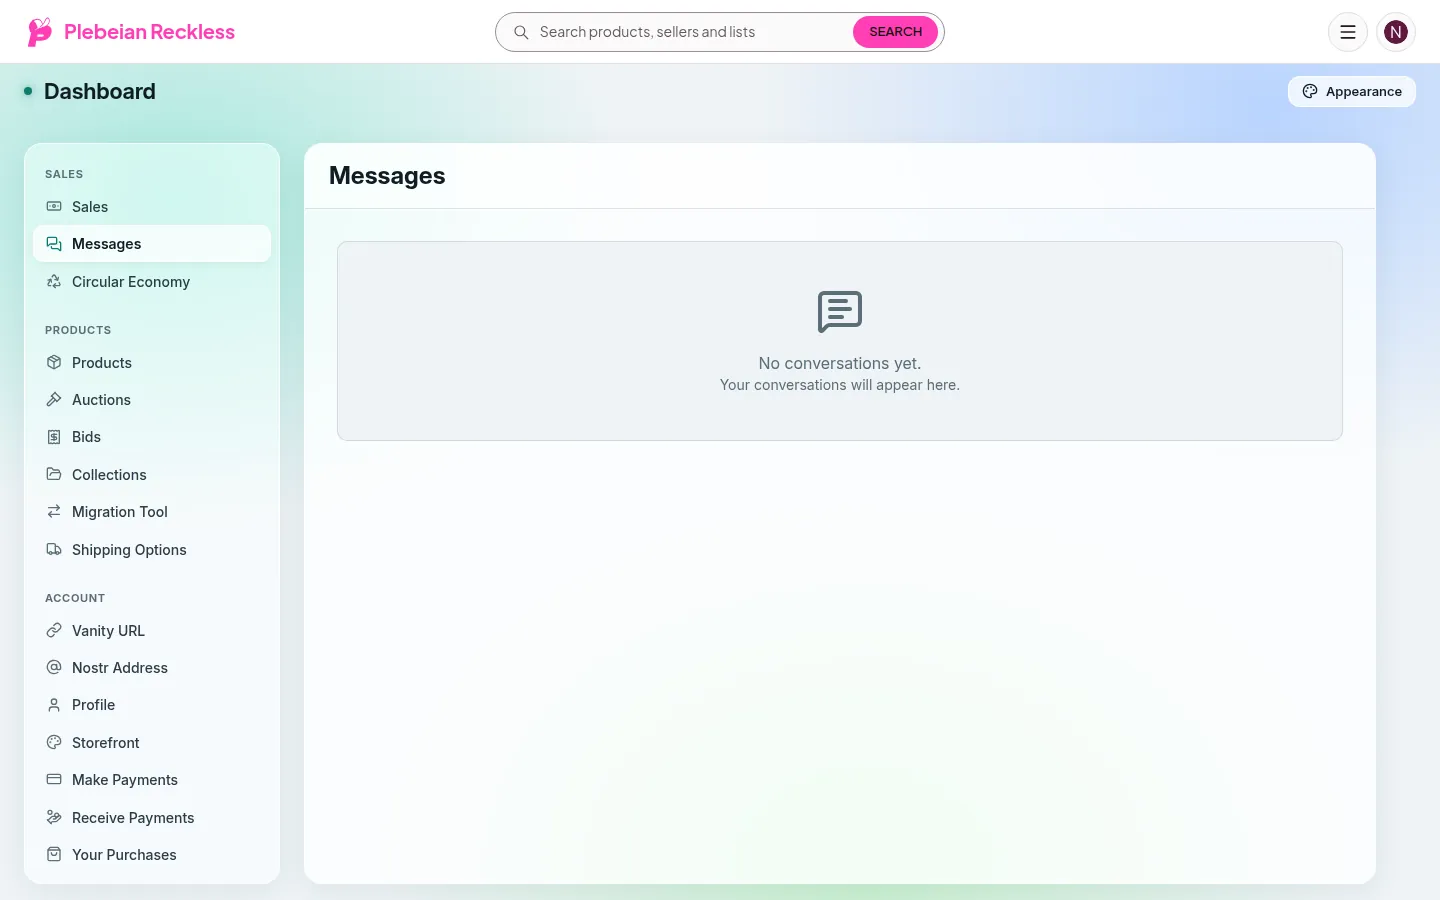 Plebeian Reckless
Search products, sellers and lists
SEARCH
N
Dashboard
Appearance
SALES
Sales
Messages
Circular Economy
PRODUCTS
Products
Auctions
Bids
Collections
Migration Tool
Shipping Options
ACCOUNT
Vanity URL
Nostr Address
Profile
Storefront
Make Payments
Receive Payments
Your Purchases
Messages
No conversations yet.
Your conversations will appear here.